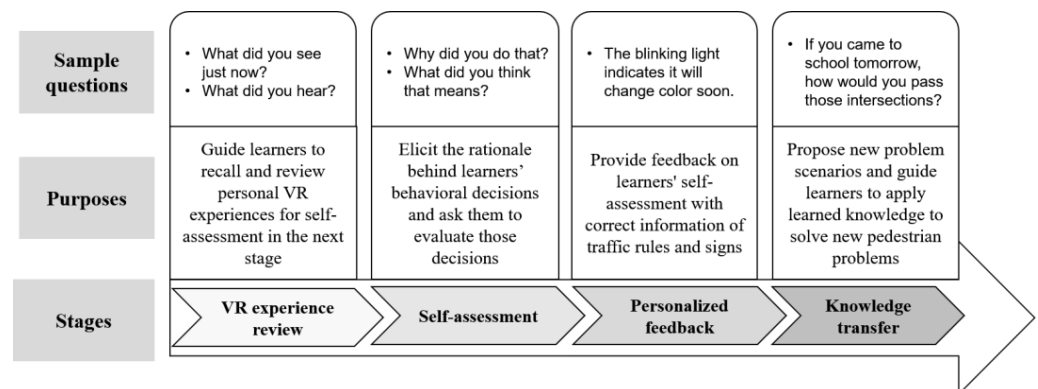 Sample
questions
• What did you see
just now?
• What did you hear?
• Why did you do that?
• What did you think
that means?
• The blinking light
indicates it will
change color soon.
• If you came to
school tomorrow,
how would you pass
those intersections?
Purposes
Guide learners to
recall and review
personal VR
experiences for self-
assessment in the next
stage
Elicit the rationale
behind learners'
behavioral decisions
and ask them to
evaluate those
decisions
Provide feedback on
learners' self-
assessment with
correct information of
traffic rules and signs
Propose new problem
scenarios and guide
learners to apply
learned knowledge to
solve new pedestrian
problems
Stages
VR experience
review
Self-assessment
Personalized
feedback
Knowledge
transfer